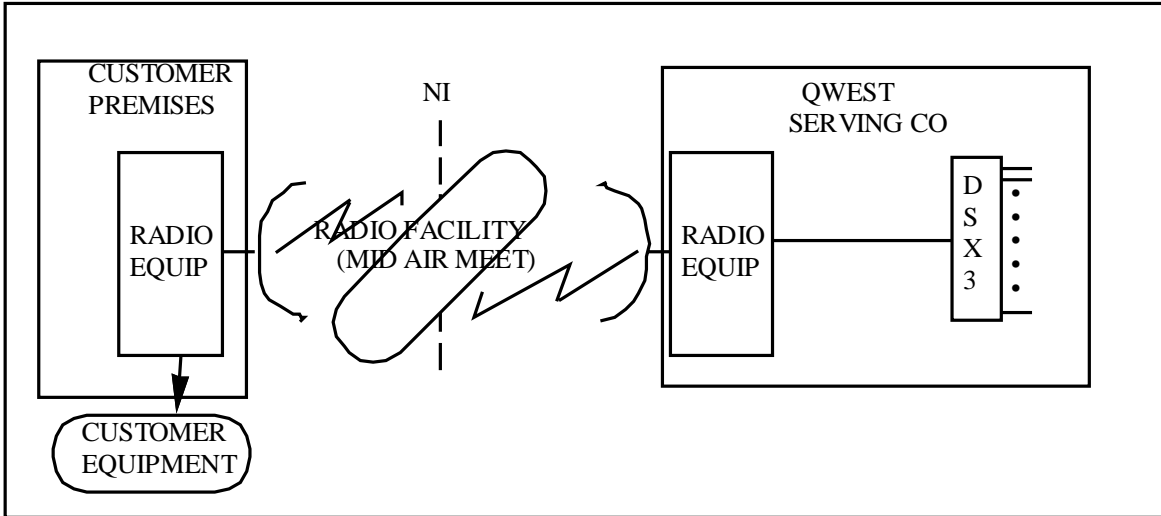 CUSTOMER
PREMISES
NI
QWEST
SERVING CO
RADIO
EQUIP
RADIO FACILITY
(MID AIR MEET)
RADIO
EQUIP
D
S
X
3
CUSTOMER
EQUIPMENT